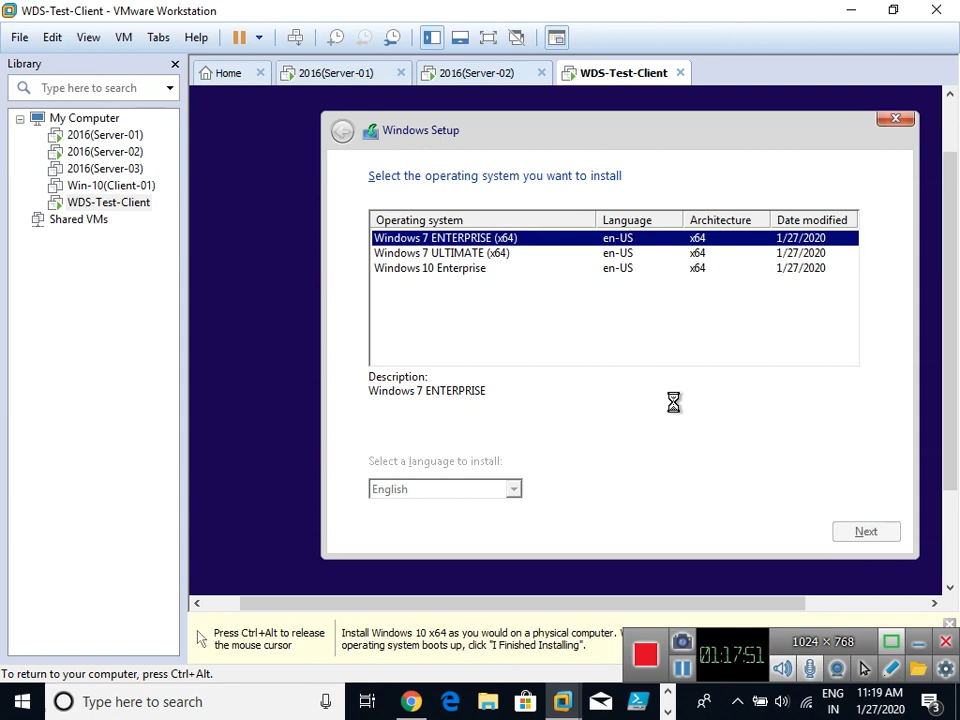 WDS-Test-Client - VMware Workstation
File Edit View VM Tabs Help
Library
Type here to search
My Computer
2016(Server-01)
2016(Server-02)
2016(Server-03)
Win-10(Client-01)
WDS-Test-Client
Shared VMs
Home 2016(Server-01) 2016(Server-02) WDS-Test-Client
Windows Setup
Select the operating system you want to install
Operating system Language Architecture Date modified
Windows 7 ENTERPRISE (x64) en-US x64 1/27/2020
Windows 7 ULTIMATE (x64) en-US x64 1/27/2020
Windows 10 Enterprise en-US x64 1/27/2020
Description:
Windows 7 ENTERPRISE
Select a language to install:
English
Next
Press Ctrl+Alt to release
the mouse cursor
Install Windows 10 x64 as you would on a physical computer.
operating system boots up, click "I Finished Installing".
01:17:51
1024 × 768
To return to your computer, press Ctrl+Alt.
Type here to search
ENG
IN
11:19 AM
1/27/2020
3